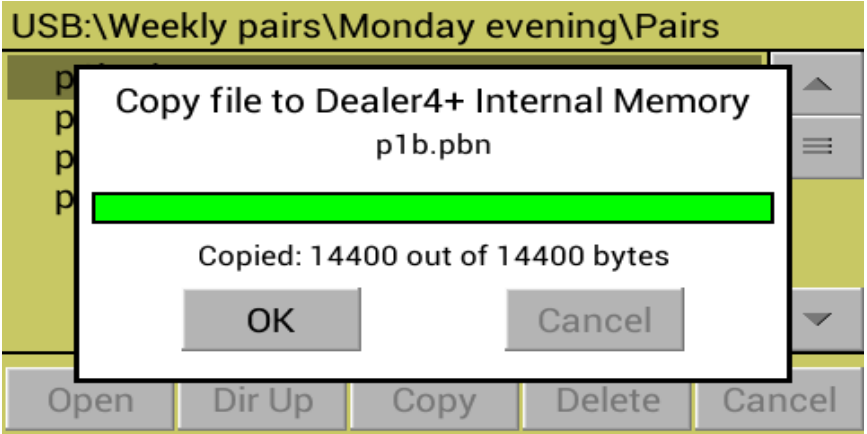 USB:\Weekly pairs\Monday evening\Pairs
Copy file to Dealer4+ Internal Memory
p1b.pbn
Copied: 14400 out of 14400 bytes
OK
Cancel
Open
Dir Up
Copy
Delete
Cancel